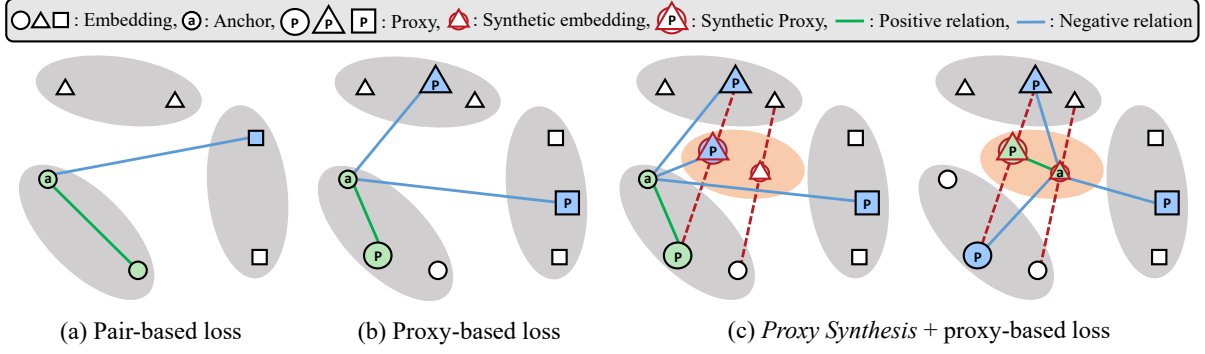 : Embedding, a : Anchor, P P P : Proxy, : Synthetic embedding, P : Synthetic Proxy, : Positive relation, : Negative relation
a
P
a
P
P
P
P
P
a
P
P
P
P
a
P
P
(a) Pair-based loss
(b) Proxy-based loss
(c) Proxy Synthesis + proxy-based loss